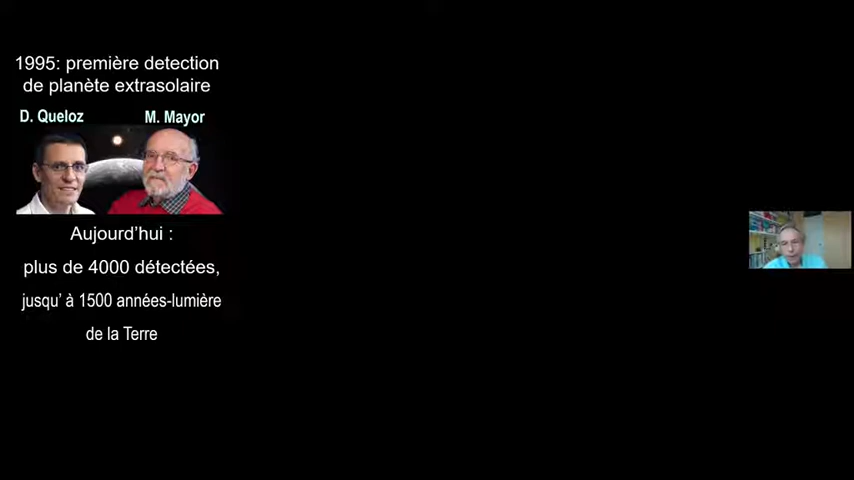 1995: première detection
de planète extrasolaire
D. Queloz M. Mayor
Aujourd’hui :
plus de 4000 détectées,
jusqu’ à 1500 années-lumière
de la Terre